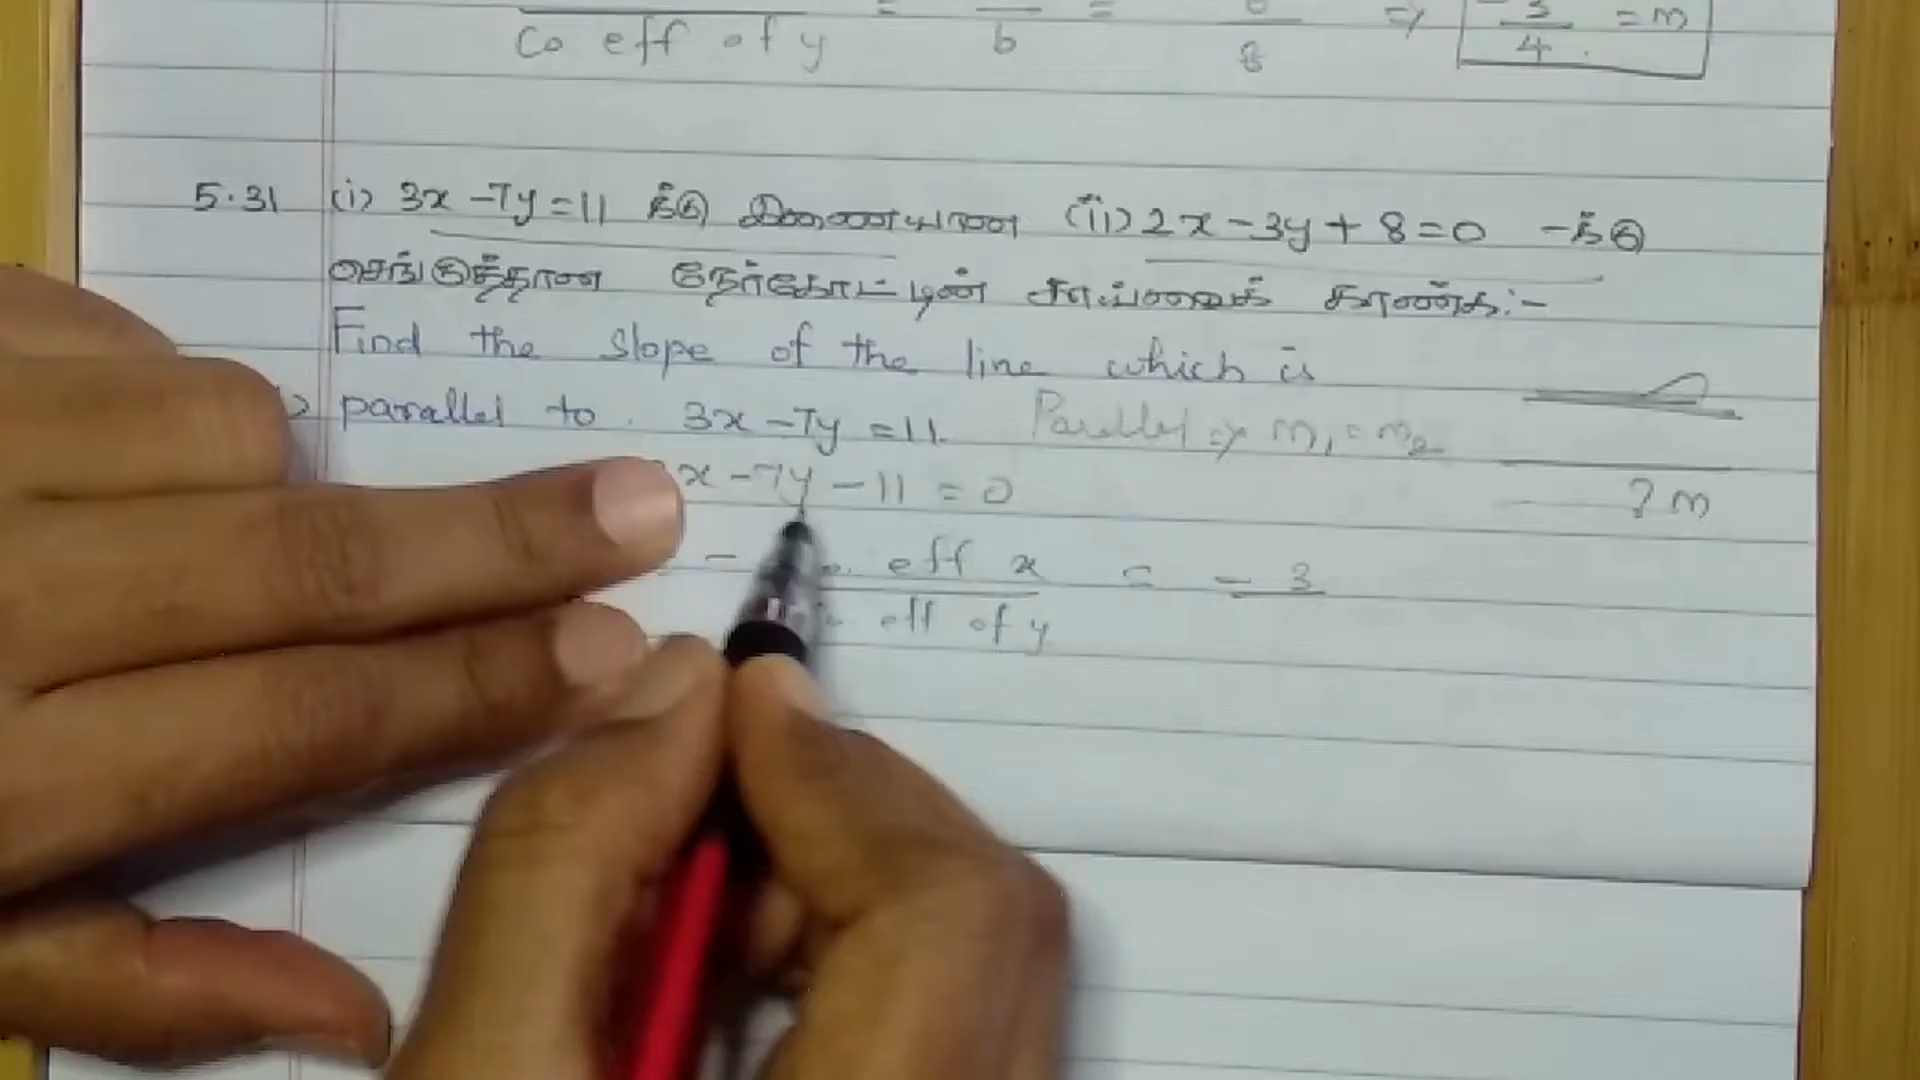 Co eff of y = b = 8 ⇒ - 3/4 = m
5.31 (i) 3x - 7y = 11 க்கு இணையான (ii) 2x - 3y + 8 = 0 - க்கு
செங்குத்தான நேர்கோட்டின் சாய்வைக் காண்க:-
Find the slope of the line which is
parallel to. 3x - 7y = 11. Parallel ⇒ m₁ = m₂
x - 7y - 11 = 0 ? m
- eff x = - 3
eff of y